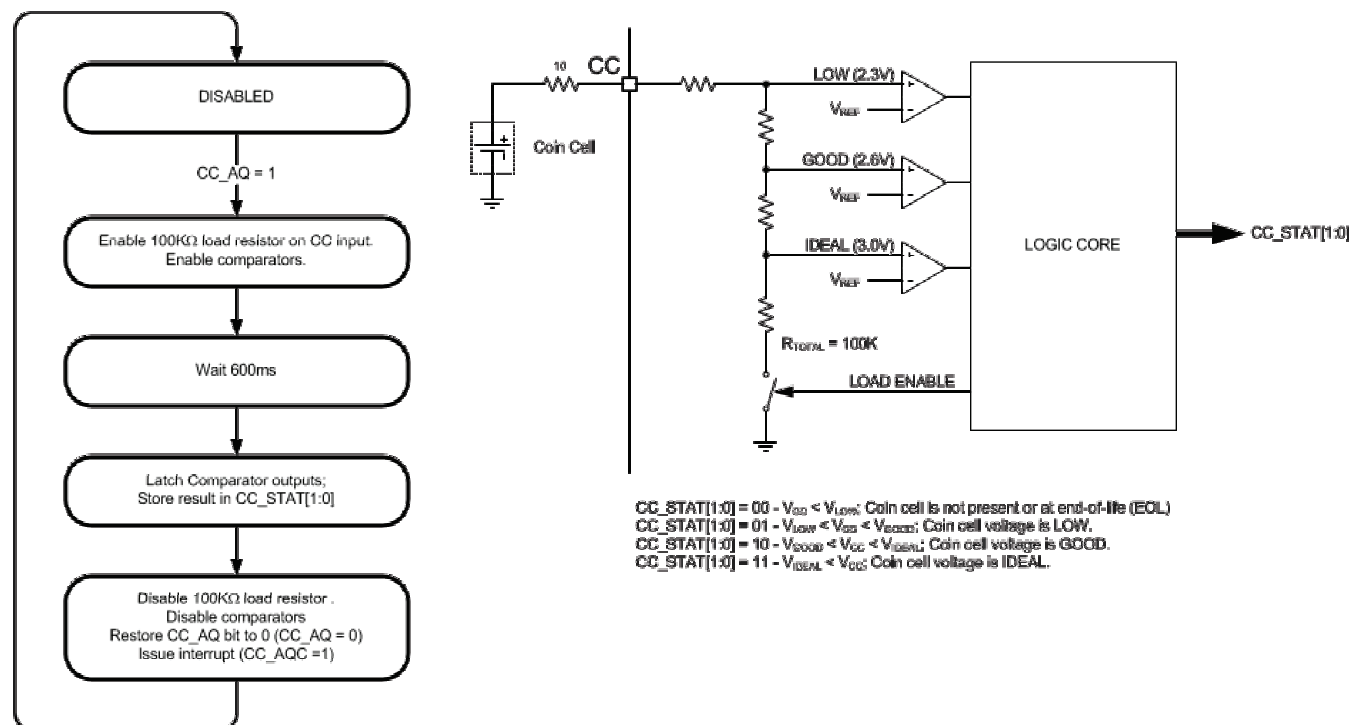 DISABLED
CC_AQ = 1
Enable 100KΩ load resistor on CC input.
Enable comparators.
Wait 600ms
Latch Comparator outputs;
Store result in CC_STAT[1:0]
Disable 100KΩ load resistor .
Disable comparators
Restore CC_AQ bit to 0 (CC_AQ = 0)
Issue interrupt (CC_AQC =1)
10
CC
Coin Cell
LOW (2.3V)
+
VREF
-
GOOD (2.6V)
+
VREF
-
IDEAL (3.0V)
+
VREF
-
RTOTAL = 100K
LOAD ENABLE
LOGIC CORE
CC_STAT[1:0]
CC_STAT[1:0] = 00 - VCC < VLOW; Coin cell is not present or at end-of-life (EOL)
CC_STAT[1:0] = 01 - VLOW < VCC < VGOOD; Coin cell voltage is LOW.
CC_STAT[1:0] = 10 - VGOOD < VCC < VIDEAL; Coin cell voltage is GOOD.
CC_STAT[1:0] = 11 - VIDEAL < VCC; Coin cell voltage is IDEAL.